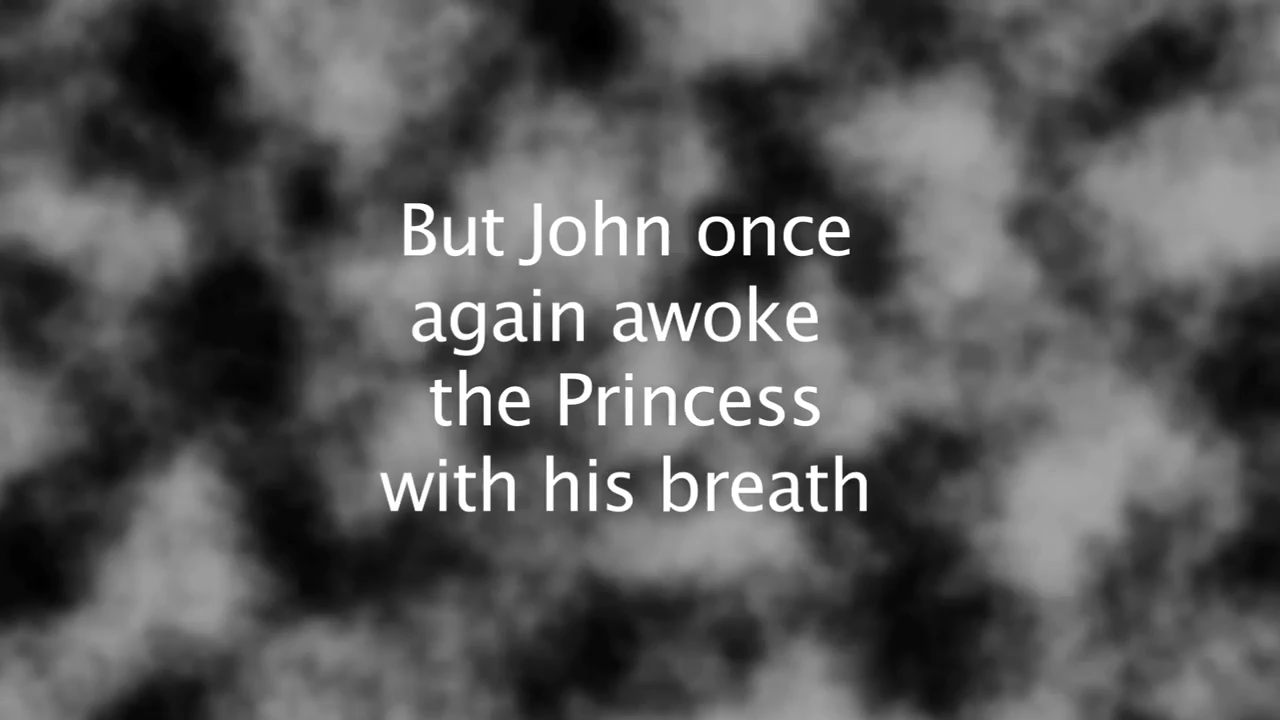 But John once
again awoke
the Princess
with his breath